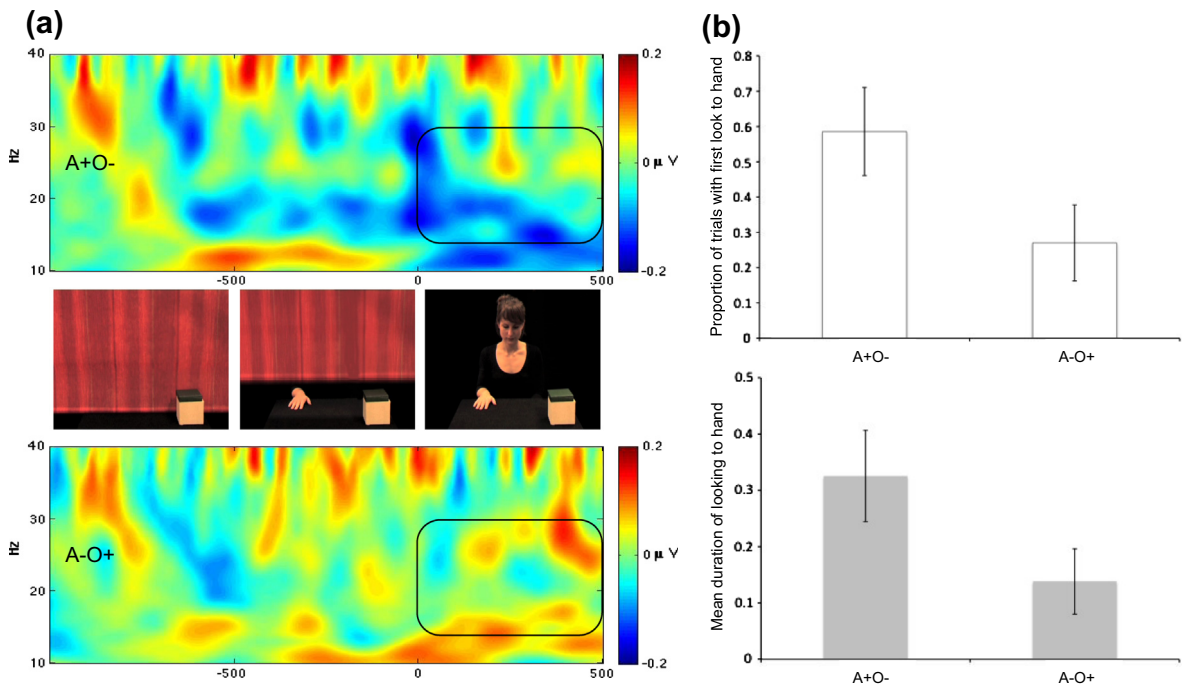 (a)
40
30
20
10
Hz
A+O-
-500
0
500
0.2
0 μ V
-0.2
40
30
20
10
Hz
A-O+
-500
0
500
0.2
0 μ V
-0.2
(b)
Proportion of trials with first look to hand
0.8
0.7
0.6
0.5
0.4
0.3
0.2
0.1
0
A+O-
A-O+
Mean duration of looking to hand
0.5
0.4
0.3
0.2
0.1
0
A+O-
A-O+